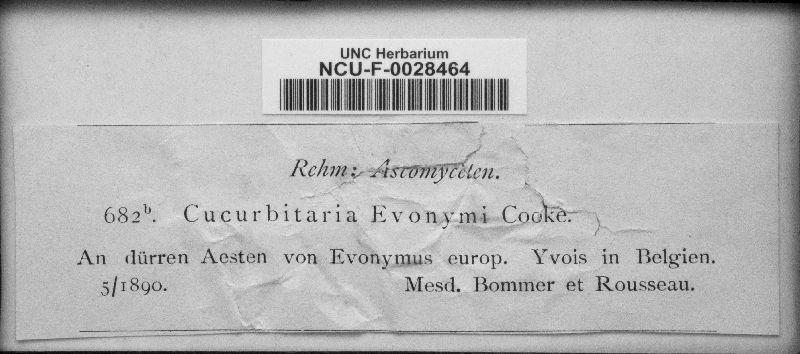 UNC Herbarium
NCU-F-0028464
Rehm: Ascomyceten.
682ᵇ. Cucurbitaria Evonymi Cooke.
An dürren Aesten von Evonymus europ. Yvois in Belgien.
5/1890. Mesd. Bommer et Rousseau.